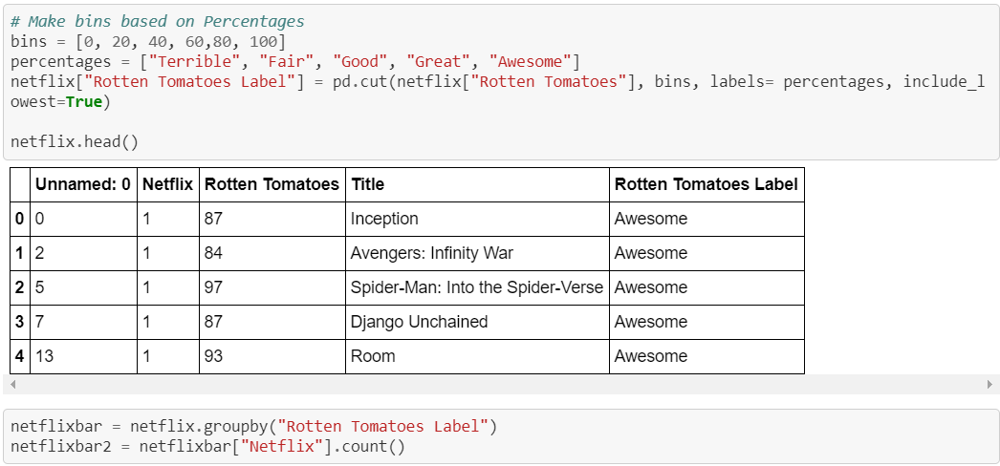 # Make bins based on Percentages
bins = [0, 20, 40, 60,80, 100]
percentages = ["Terrible", "Fair", "Good", "Great", "Awesome"]
netflix["Rotten Tomatoes Label"] = pd.cut(netflix["Rotten Tomatoes"], bins, labels= percentages, include_l
owest=True)
netflix.head()
Unnamed: 0 Netflix Rotten Tomatoes Title Rotten Tomatoes Label
0 0 1 87 Inception Awesome
1 2 1 84 Avengers: Infinity War Awesome
2 5 1 97 Spider-Man: Into the Spider-Verse Awesome
3 7 1 87 Django Unchained Awesome
4 13 1 93 Room Awesome
netflixbar = netflix.groupby("Rotten Tomatoes Label")
netflixbar2 = netflixbar["Netflix"].count()